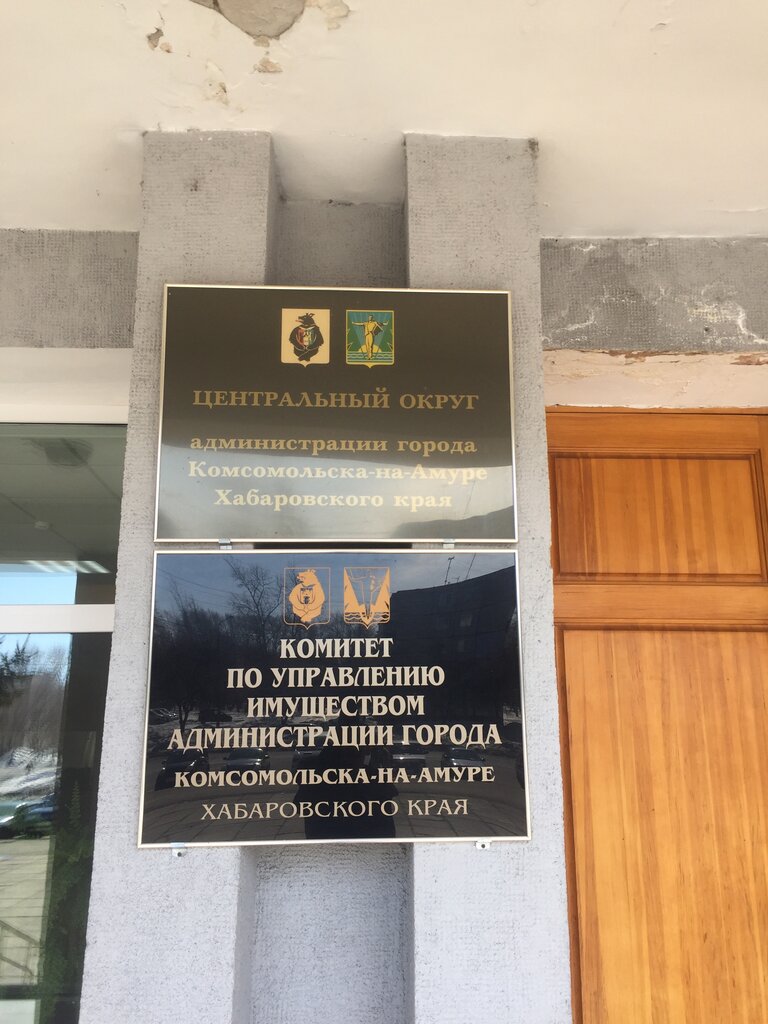 ЦЕНТРАЛЬНЫЙ ОКРУГ
администрации города
Комсомольска-на-Амуре
Хабаровского края
КОМИТЕТ
ПО УПРАВЛЕНИЮ
ИМУЩЕСТВОМ
АДМИНИСТРАЦИИ ГОРОДА
КОМСОМОЛЬСКА-НА-АМУРЕ
ХАБАРОВСКОГО КРАЯ